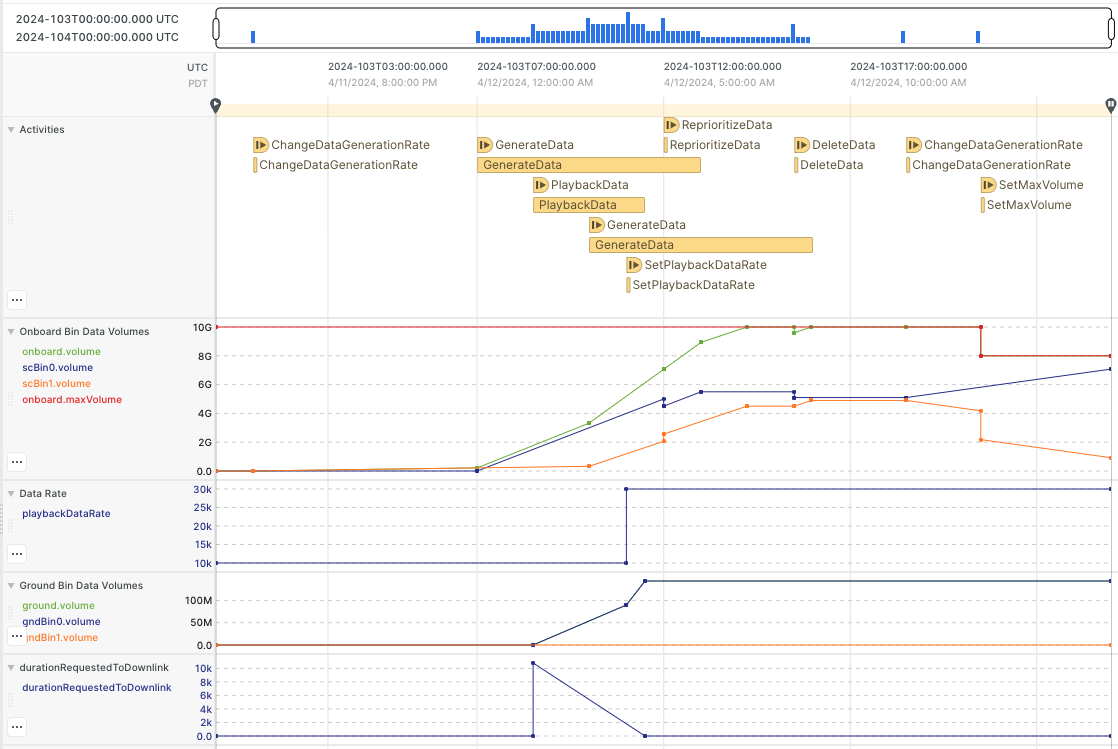 2024-103T00:00:00.000 UTC
2024-104T00:00:00.000 UTC
UTC 2024-103T03:00:00.000 2024-103T07:00:00.000 2024-103T12:00:00.000 2024-103T17:00:00.000
PDT 4/11/2024, 8:00:00 PM 4/12/2024, 12:00:00 AM 4/12/2024, 5:00:00 AM 4/12/2024, 10:00:00 AM
Activities
ReprioritizeData
ChangeDataGenerationRate GenerateData ReprioritizeData DeleteData ChangeDataGenerationRate
ChangeDataGenerationRate GenerateData DeleteData ChangeDataGenerationRate
PlaybackData SetMaxVolume
PlaybackData SetMaxVolume
GenerateData
GenerateData
SetPlaybackDataRate
SetPlaybackDataRate
Onboard Bin Data Volumes
onboard.volume
scBin0.volume
scBin1.volume
onboard.maxVolume
10G
8G
6G
4G
2G
0.0
Data Rate
playbackDataRate
30k
25k
20k
15k
10k
Ground Bin Data Volumes
ground.volume
gndBin0.volume
ndBin1.volume
100M
50M
0.0
durationRequestedToDownlink
durationRequestedToDownlink
10k
8k
6k
4k
2k
0.0